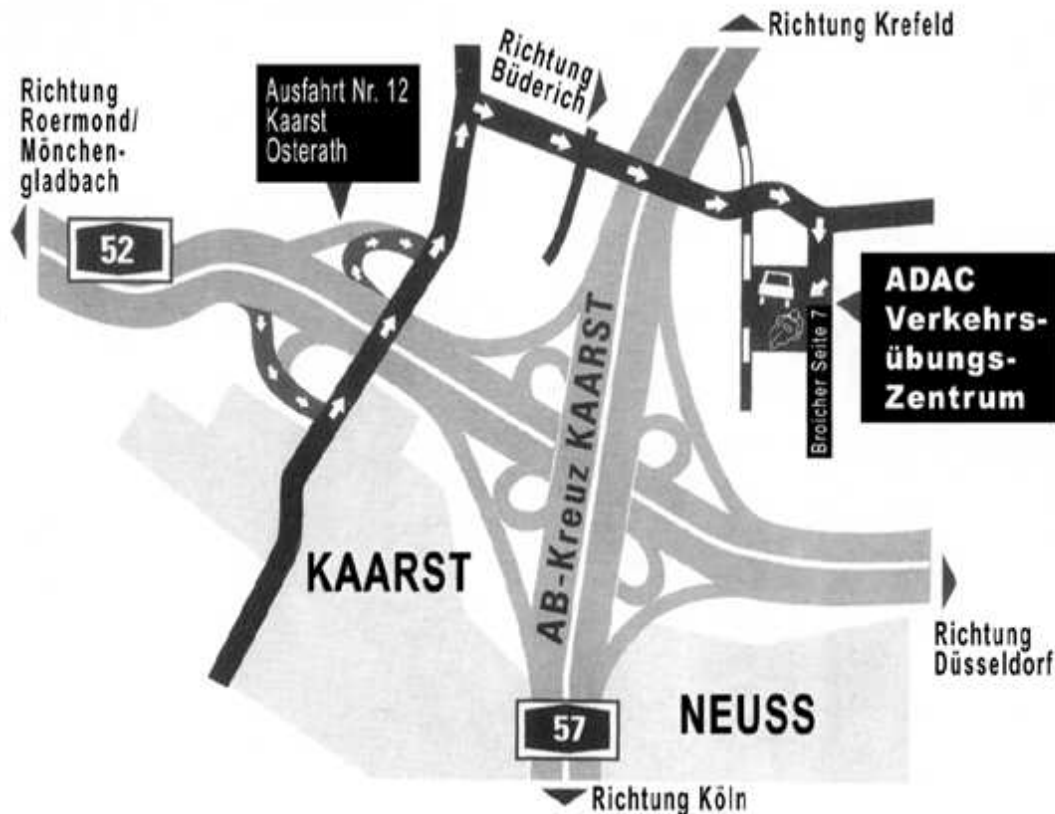 Richtung Krefeld
Richtung
Büderich
Richtung
Roermond/
Mönchen-
gladbach
Ausfahrt Nr. 12
Kaarst
Osterath
52
ADAC
Verkehrs-
übungs-
Zentrum
Broicher Seite 7
AB-Kreuz KAARST
KAARST
Richtung
Düsseldorf
NEUSS
57
Richtung Köln